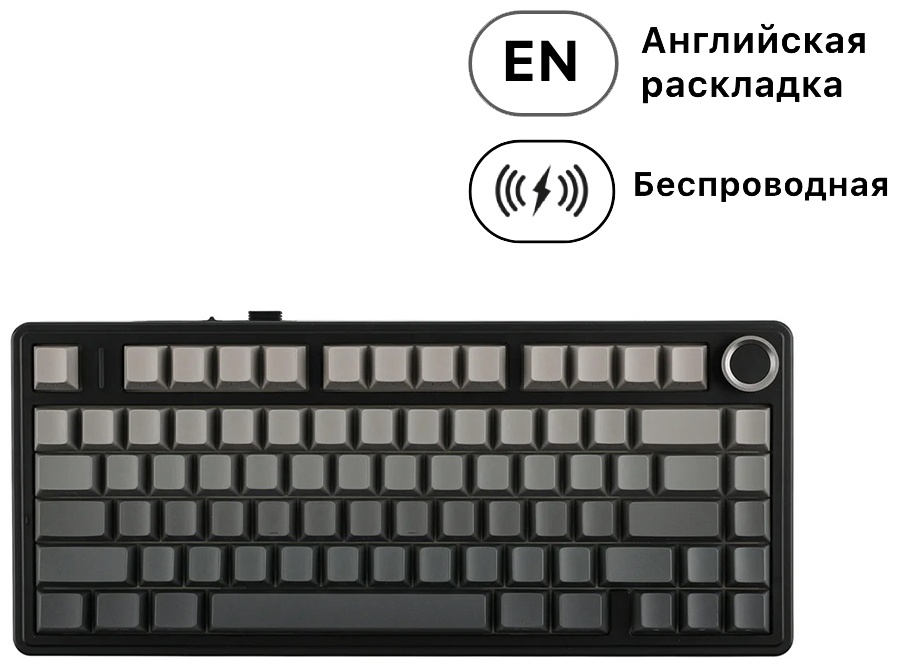 EN
Английская
раскладка
Беспроводная